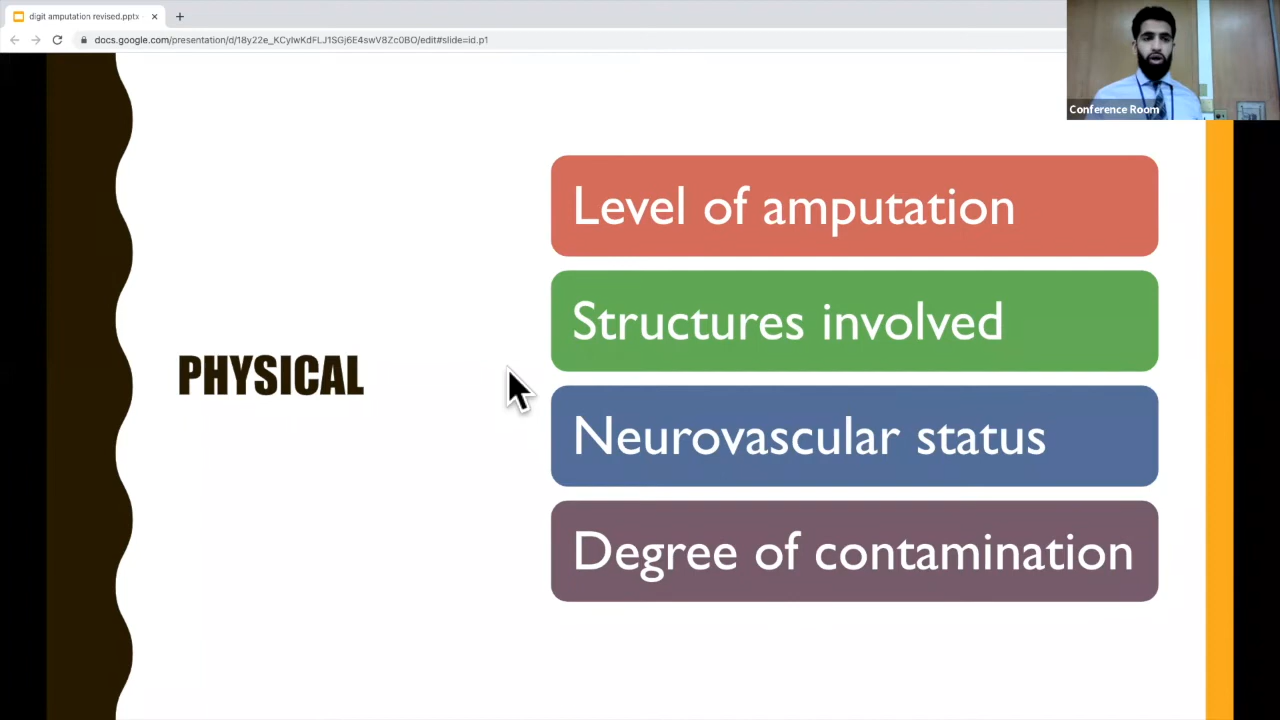 digit amputation revised.pptx
docs.google.com/presentation/d/18y22e_KCyIwKdFLJ1SGj6E4swV8Zc0BO/edit#slide=id.p1
Conference Room
Level of amputation
Structures involved
PHYSICAL
Neurovascular status
Degree of contamination